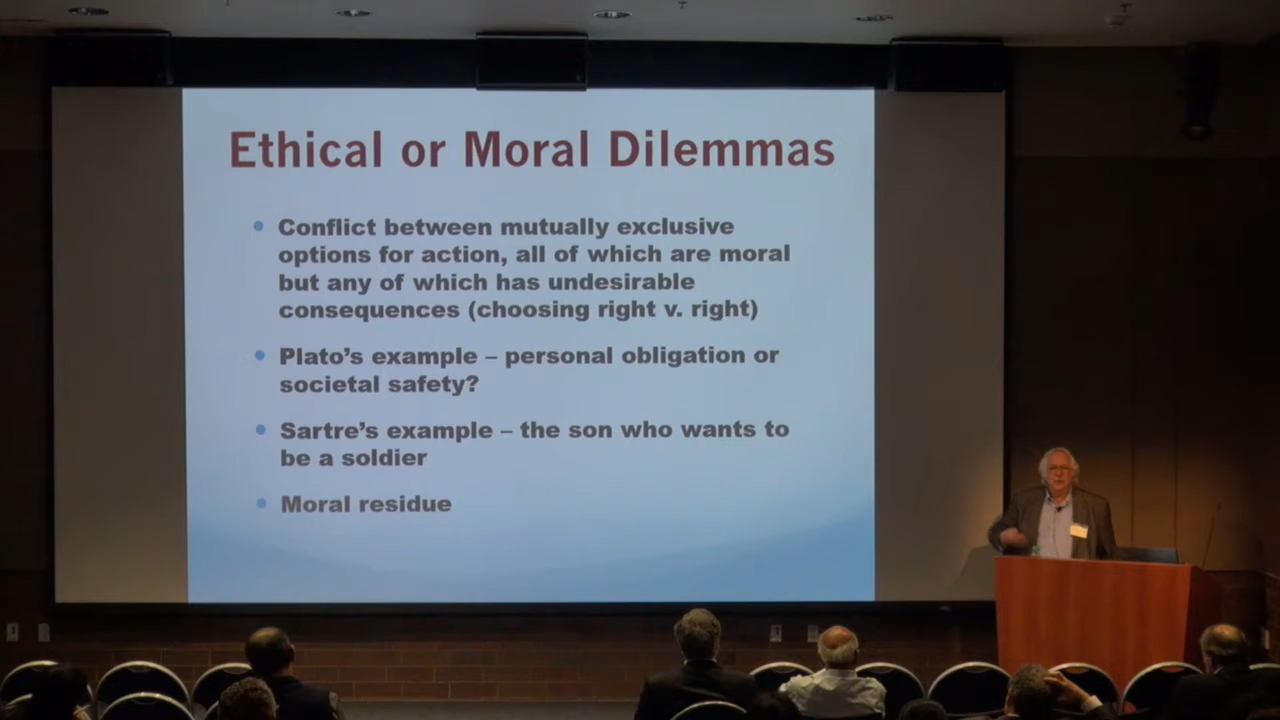 Ethical or Moral Dilemmas
• Conflict between mutually exclusive
options for action, all of which are moral
but any of which has undesirable
consequences (choosing right v. right)
• Plato’s example – personal obligation or
societal safety?
• Sartre’s example – the son who wants to
be a soldier
• Moral residue